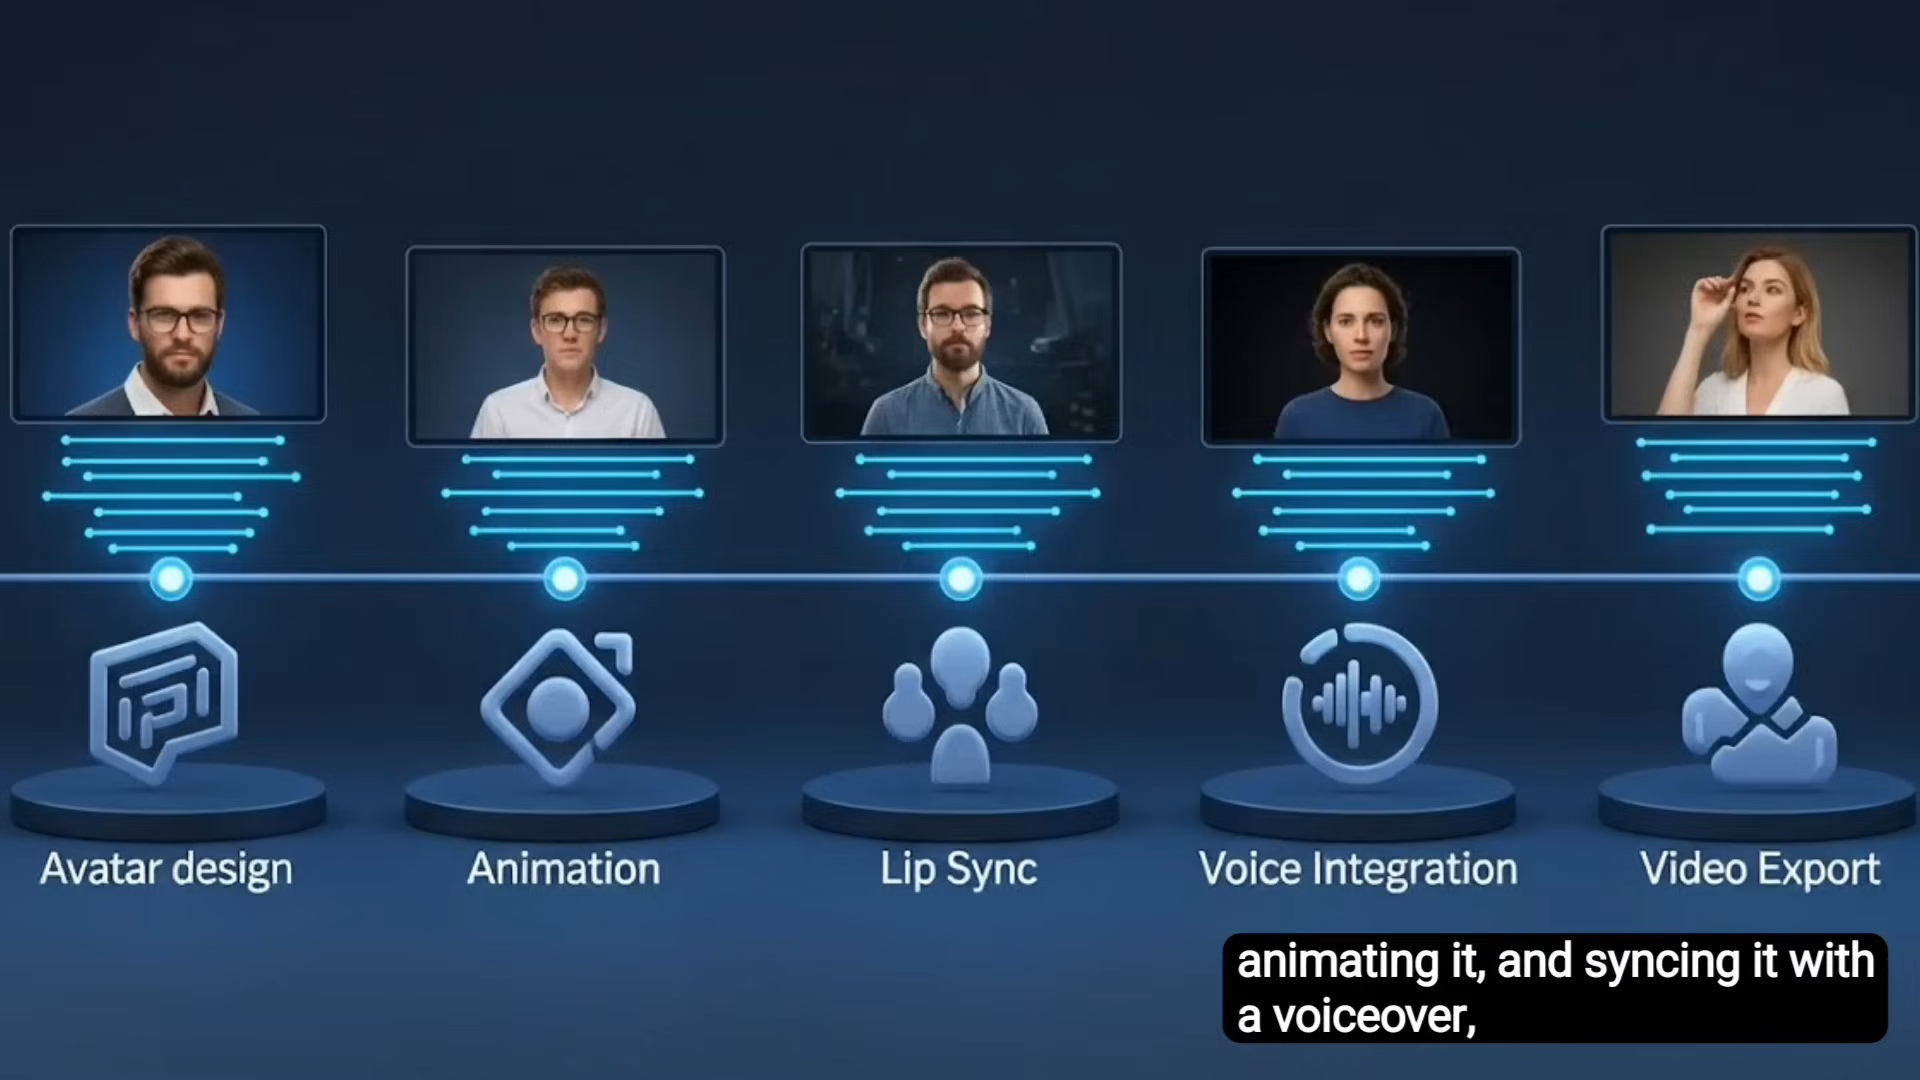 Avatar design
Animation
Lip Sync
Voice Integration
Video Export
animating it, and syncing it with
a voiceover,